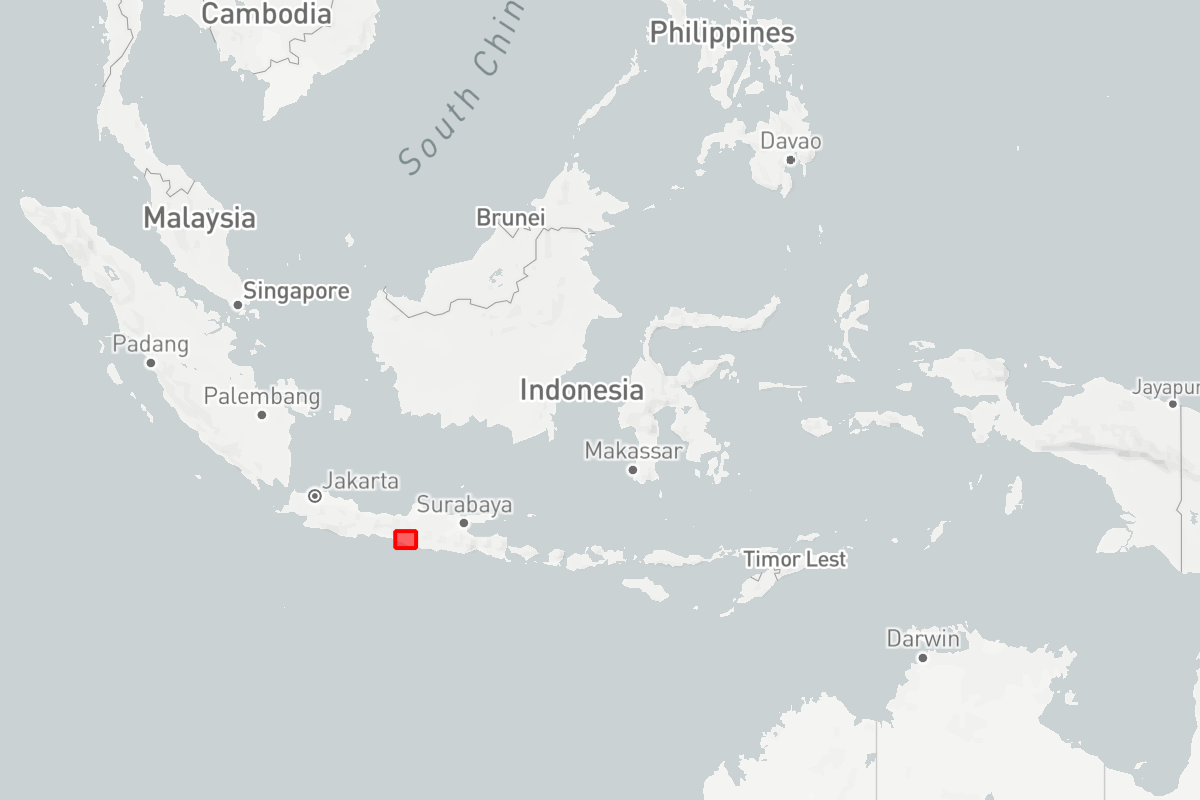 Cambodia
Philippines
South Chin
Davao
Malaysia
Brunei
Singapore
Padang
Indonesia
Jayapur
Palembang
Makassar
Jakarta
Surabaya
Timor Lest
Darwin